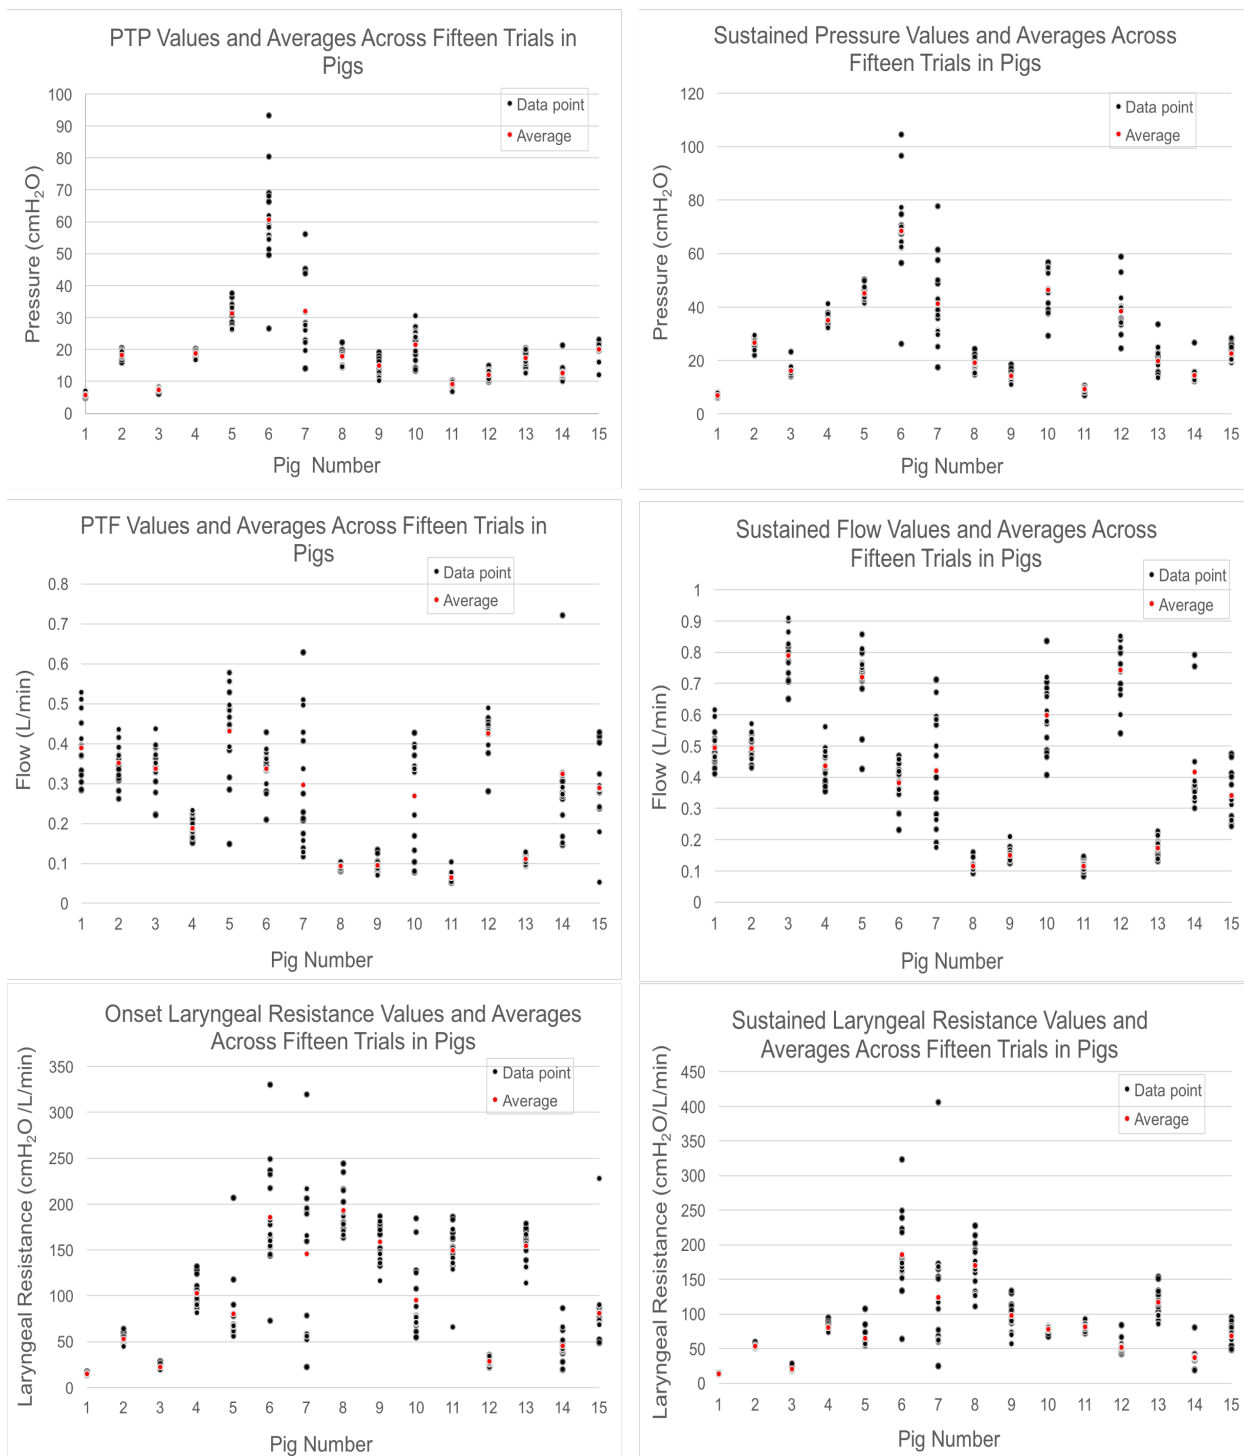 PTP Values and Averages Across Fifteen Trials in
Pigs
Data point
Average
Pressure (cmH₂O)
100
90
80
70
60
50
40
30
20
10
0
1 2 3 4 5 6 7 8 9 10 11 12 13 14 15
Pig Number
Sustained Pressure Values and Averages Across
Fifteen Trials in Pigs
Data point
Average
Pressure (cmH₂O)
120
100
80
60
40
20
0
1 2 3 4 5 6 7 8 9 10 11 12 13 14 15
Pig Number
PTF Values and Averages Across Fifteen Trials in
Pigs
Data point
Average
Flow (L/min)
0.8
0.7
0.6
0.5
0.4
0.3
0.2
0.1
0
1 2 3 4 5 6 7 8 9 10 11 12 13 14 15
Pig Number
Sustained Flow Values and Averages Across
Fifteen Trials in Pigs
Data point
Average
Flow (L/min)
1
0.9
0.8
0.7
0.6
0.5
0.4
0.3
0.2
0.1
0
1 2 3 4 5 6 7 8 9 10 11 12 13 14 15
Pig Number
Onset Laryngeal Resistance Values and Averages
Across Fifteen Trials in Pigs
Data point
Average
Laryngeal Resistance (cmH₂O /L/min)
350
300
250
200
150
100
50
0
1 2 3 4 5 6 7 8 9 10 11 12 13 14 15
Pig Number
Sustained Laryngeal Resistance Values and
Averages Across Fifteen Trials in Pigs
Data point
Average
Laryngeal Resistance (cmH₂O/L/min)
450
400
350
300
250
200
150
100
50
0
1 2 3 4 5 6 7 8 9 10 11 12 13 14 15
Pig Number